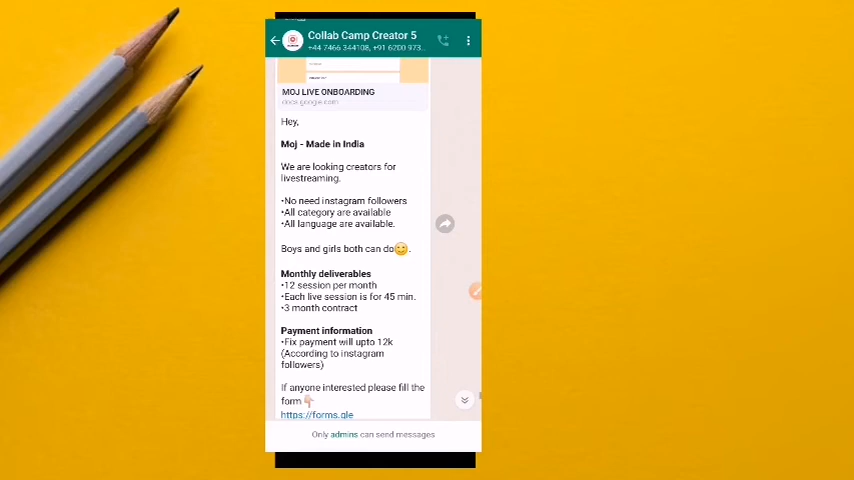 Collab Camp Creator 5
+44 7466 344108, +91 6200 973...
MOJ LIVE ONBOARDING
docs.google.com
Hey,
Moj - Made in India
We are looking creators for
livestreaming.
•No need instagram followers
•All category are available
•All language are available.
Boys and girls both can do😊.
Monthly deliverables
•12 session per month
•Each live session is for 45 min.
•3 month contract
Payment information
•Fix payment will upto 12k
(According to instagram
followers)
If anyone interested please fill the
form👇🏻
https://forms.gle
Only admins can send messages